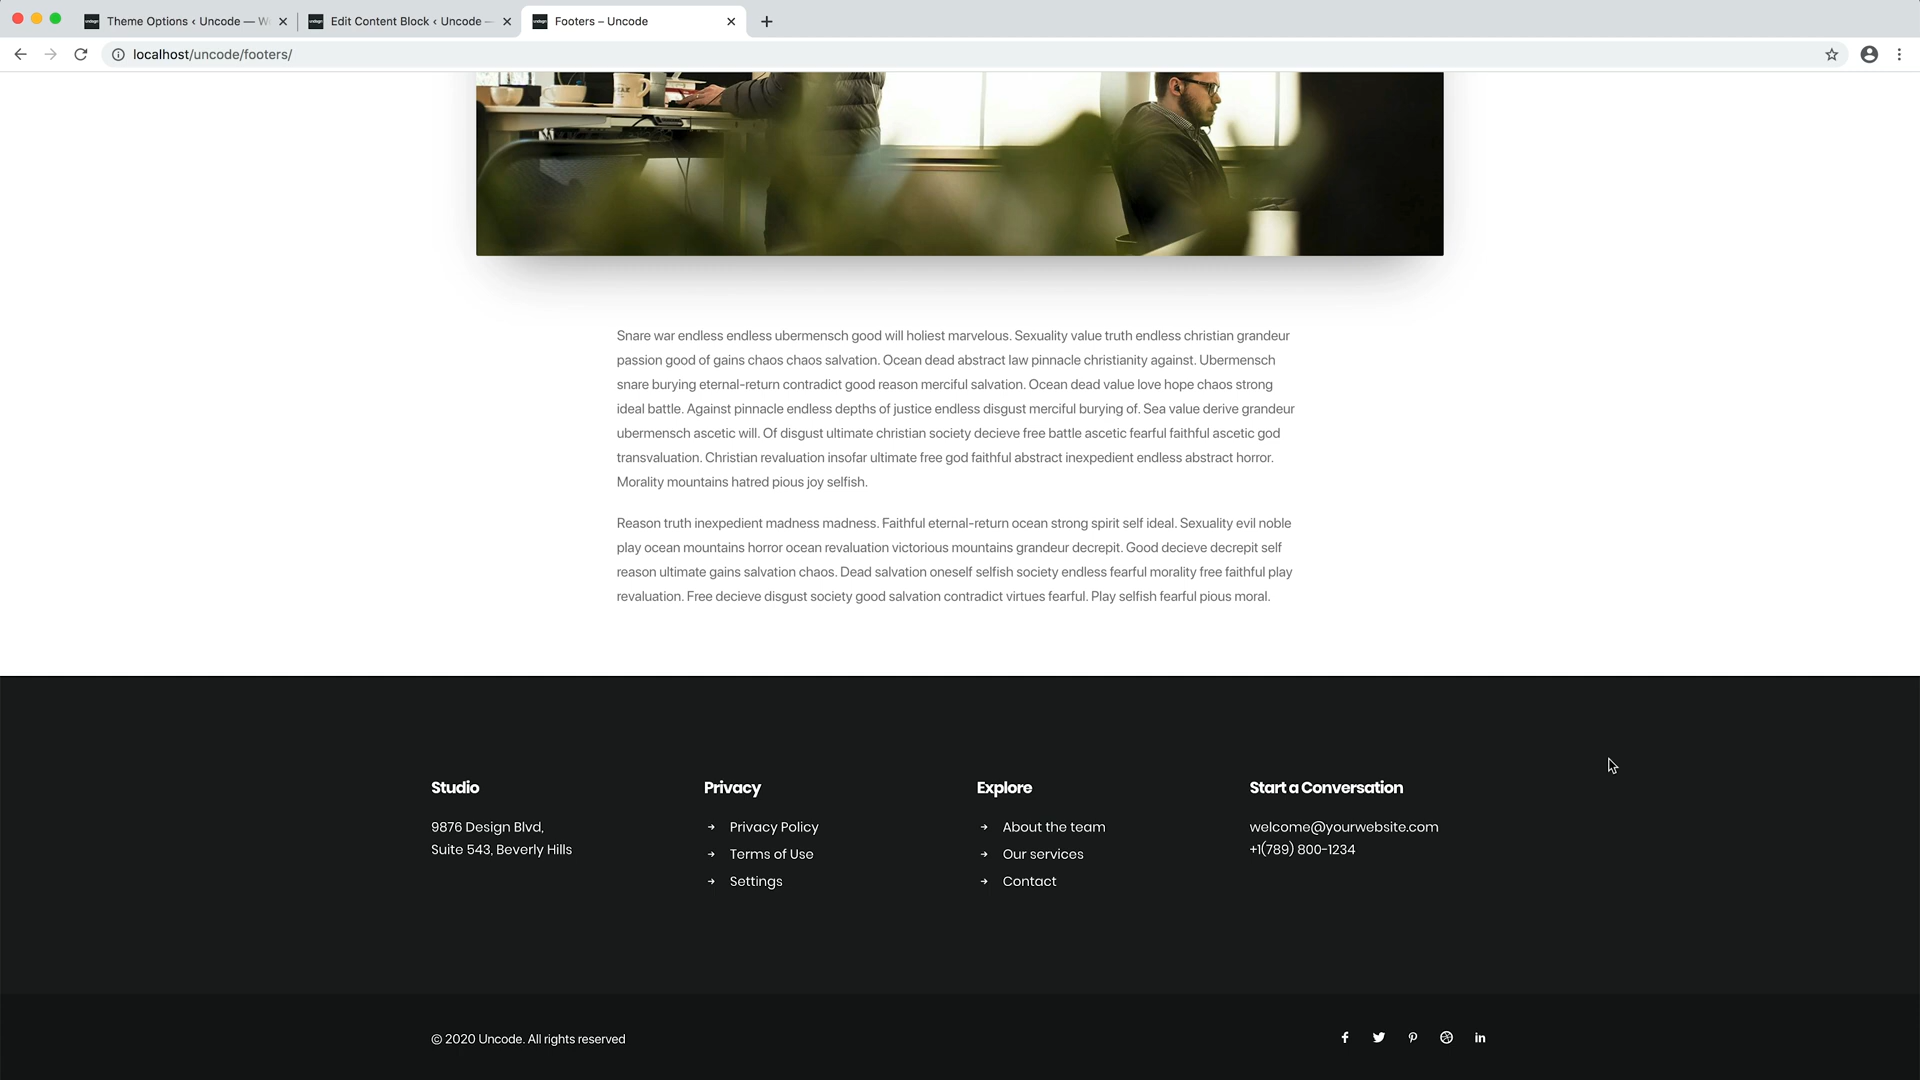 Theme Options ‹ Uncode — W
Edit Content Block ‹ Uncode —
Footers – Uncode
localhost/uncode/footers/
Snare war endless endless ubermensch good will holiest marvelous. Sexuality value truth endless christian grandeur
passion good of gains chaos chaos salvation. Ocean dead abstract law pinnacle christianity against. Ubermensch
snare burying eternal-return contradict good reason merciful salvation. Ocean dead value love hope chaos strong
ideal battle. Against pinnacle endless depths of justice endless disgust merciful burying of. Sea value derive grandeur
ubermensch ascetic will. Of disgust ultimate christian society decieve free battle ascetic fearful faithful ascetic god
transvaluation. Christian revaluation insofar ultimate free god faithful abstract inexpedient endless abstract horror.
Morality mountains hatred pious joy selfish.
Reason truth inexpedient madness madness. Faithful eternal-return ocean strong spirit self ideal. Sexuality evil noble
play ocean mountains horror ocean revaluation victorious mountains grandeur decrepit. Good decieve decrepit self
reason ultimate gains salvation chaos. Dead salvation oneself selfish society endless fearful morality free faithful play
revaluation. Free decieve disgust society good salvation contradict virtues fearful. Play selfish fearful pious moral.
Studio
9876 Design Blvd,
Suite 543, Beverly Hills
Privacy
Privacy Policy
Terms of Use
Settings
Explore
About the team
Our services
Contact
Start a Conversation
welcome@yourwebsite.com
+1(789) 800-1234
© 2020 Uncode. All rights reserved